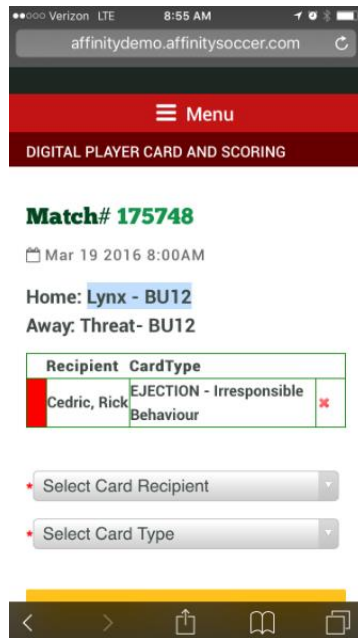 Verizon LTE 8:55 AM
affinitydemo.affinitysoccer.com
Menu
DIGITAL PLAYER CARD AND SCORING
Match# 175748
Mar 19 2016 8:00AM
Home: Lynx - BU12
Away: Threat- BU12
Recipient CardType
Cedric, Rick EJECTION - Irresponsible
Behaviour
* Select Card Recipient
* Select Card Type